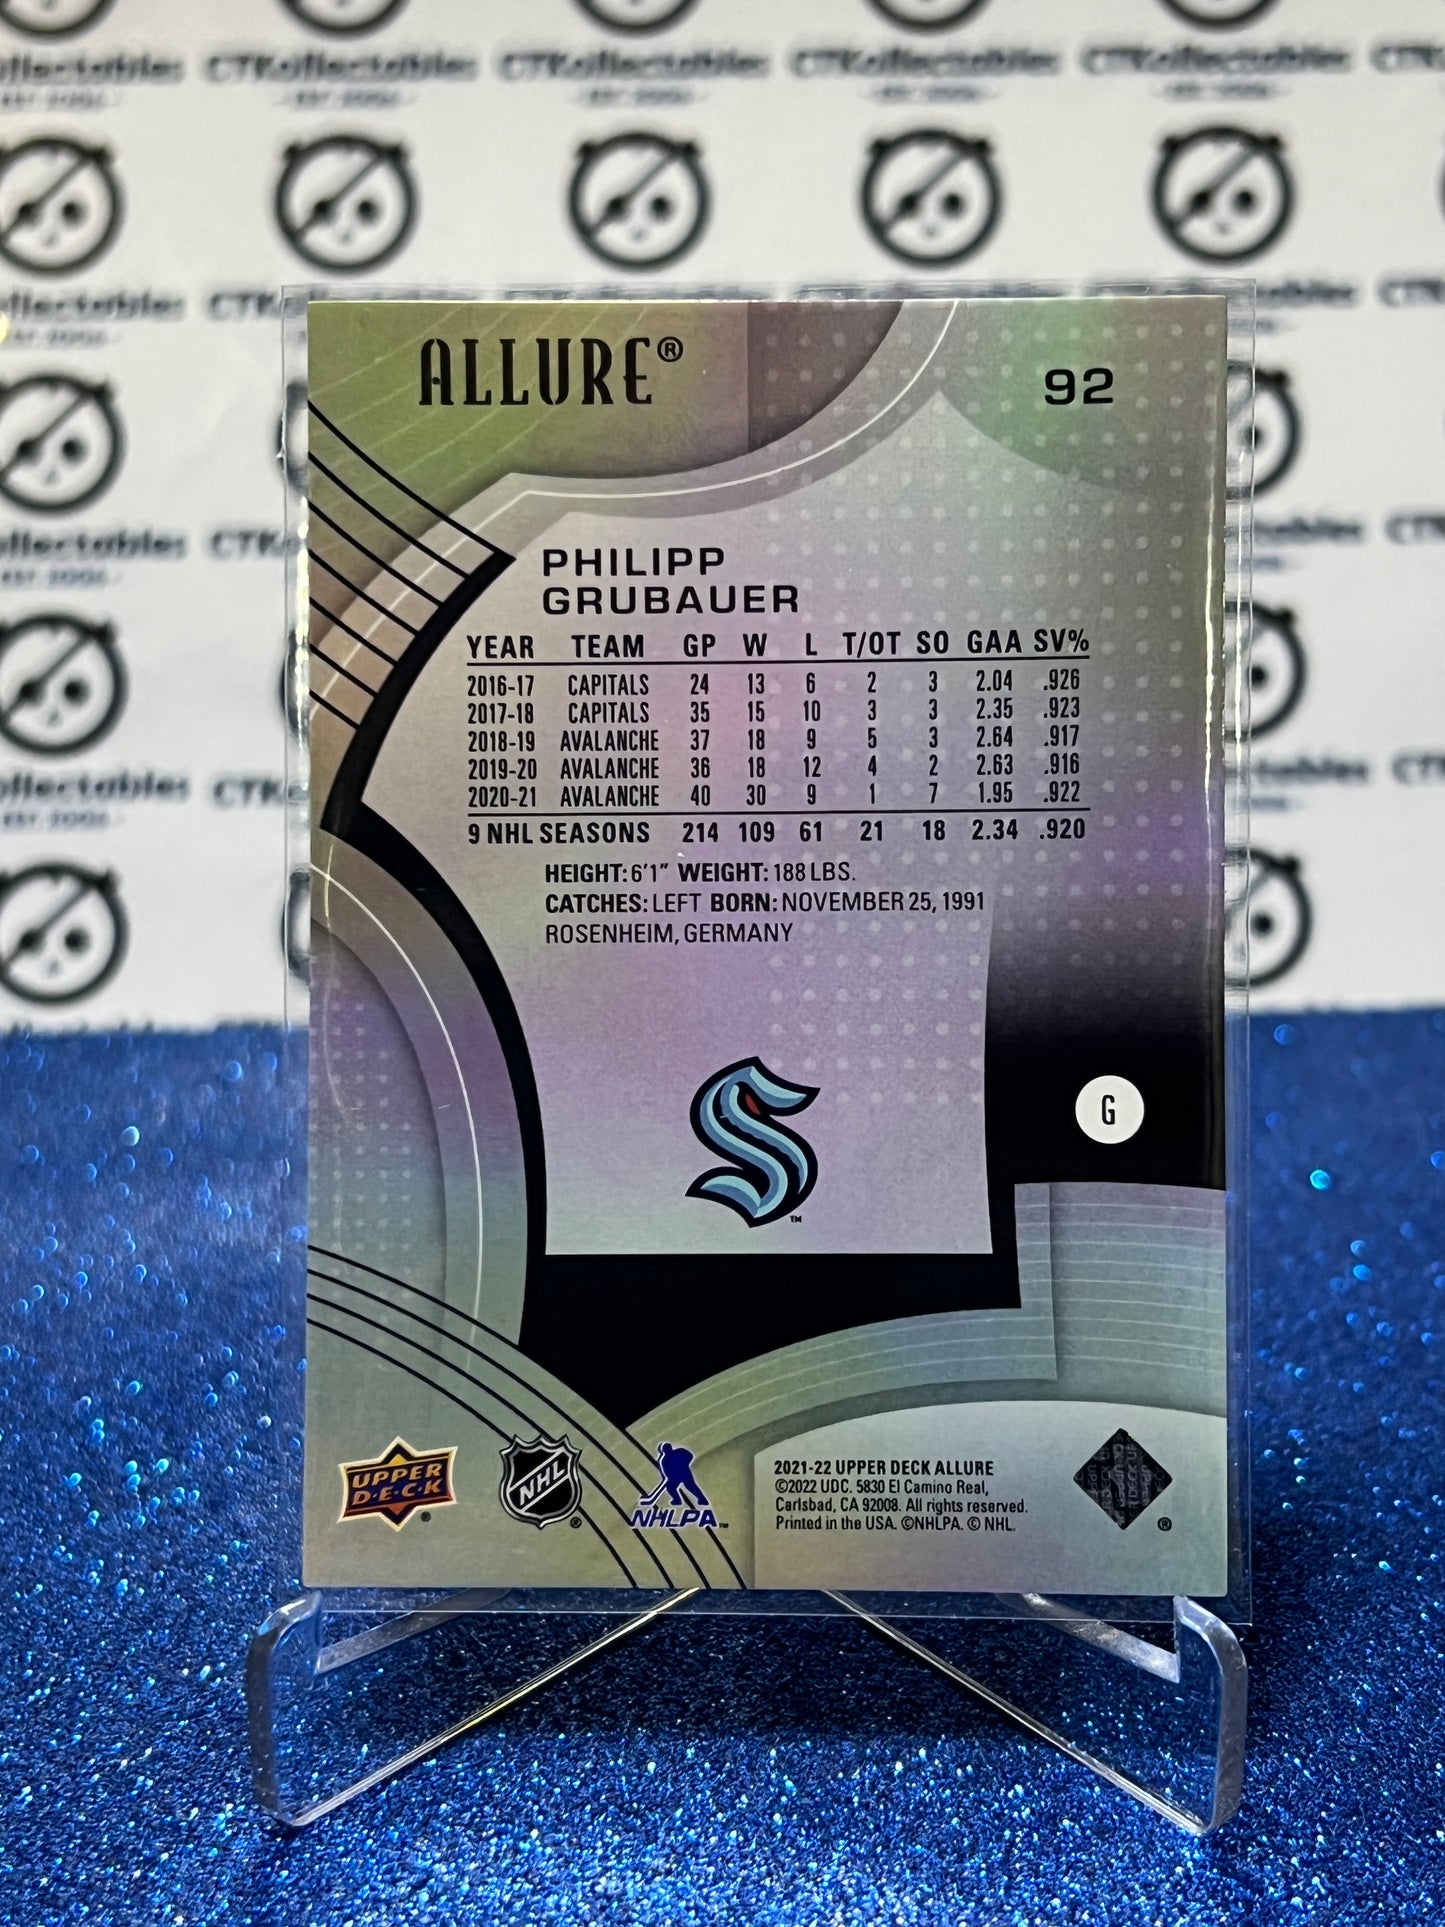 CTKollectables CTKollectables CTKollectables CTKollectables
ALLURE®
92
PHILIPP
GRUBAUER
YEAR TEAM GP W L T/OT SO GAA SV%
2016-17 CAPITALS 24 13 6 2 3 2.04 .926
2017-18 CAPITALS 35 15 10 3 3 2.35 .923
2018-19 AVALANCHE 37 18 9 5 3 2.64 .917
2019-20 AVALANCHE 36 18 12 4 2 2.63 .916
2020-21 AVALANCHE 40 30 9 1 7 1.95 .922
9 NHL SEASONS 214 109 61 21 18 2.34 .920
HEIGHT: 6'1" WEIGHT: 188 LBS.
CATCHES: LEFT BORN: NOVEMBER 25, 1991
ROSENHEIM, GERMANY
G
TM
UPPER
D·E·C·K
®
NHL
®
NHLPA
TM
2021-22 UPPER DECK ALLURE
©2022 UDC. 5830 El Camino Real,
Carlsbad, CA 92008. All rights reserved.
Printed in the USA. ©NHLPA. © NHL.
®